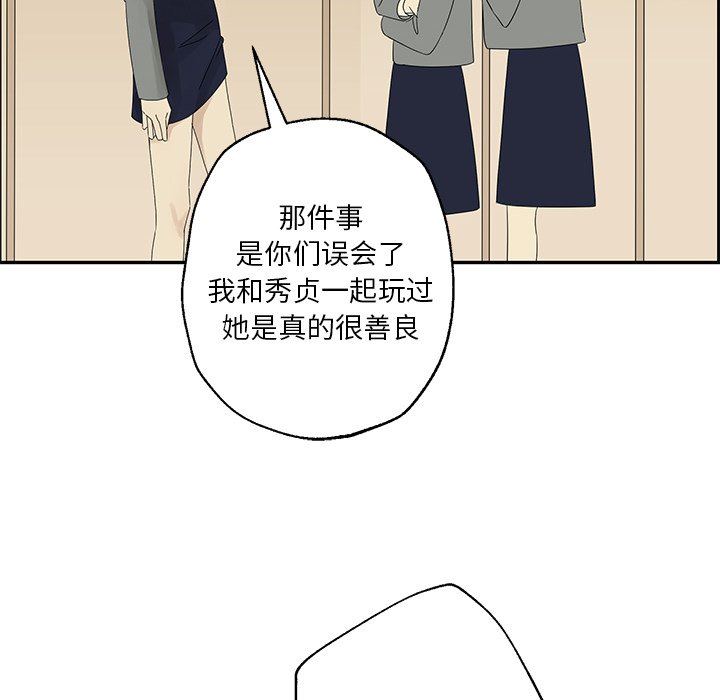 那件事
是你们误会了
我和秀贞一起玩过
她是真的很善良